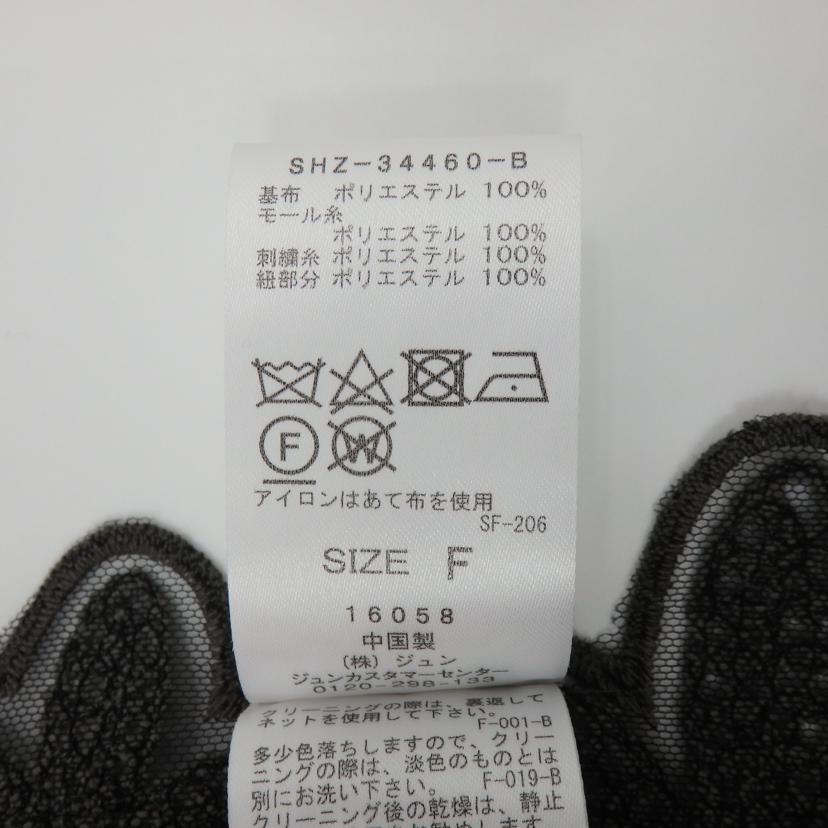 SHZ-34460-B
基布 ポリエステル 100%
モール糸
ポリエステル 100%
刺繍糸 ポリエステル 100%
紐部分 ポリエステル 100%
F W
アイロンはあて布を使用
SF-206
SIZE F
16058
中国製
(株) ジュン
ジュンカスタマーセンター
0120-298-133
クリーニングの際は、裏返して
ネットを使用して下さい。
F-001-B
多少色落ちしますので、クリー
ニングの際は、淡色のものとは
別にお洗い下さい。 F-019-B
クリーニング後の乾燥は、静止